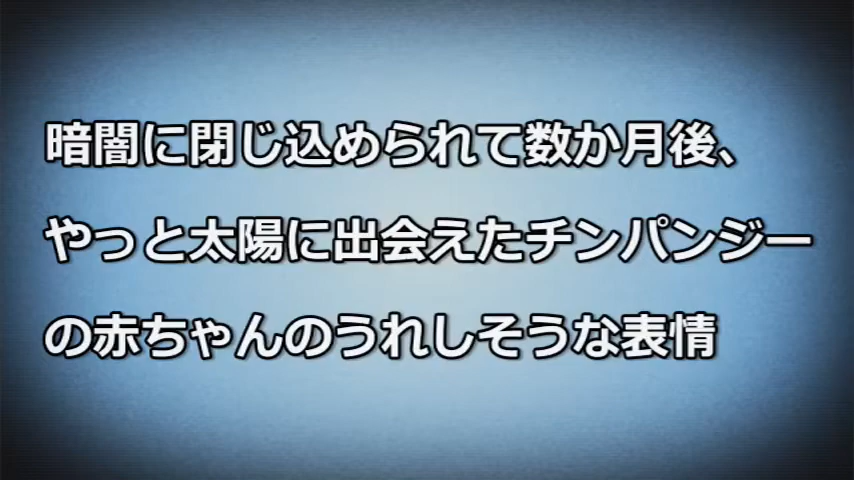 暗闇に閉じ込められて数か月後、
やっと太陽に出会えたチンパンジー
の赤ちゃんのうれしそうな表情